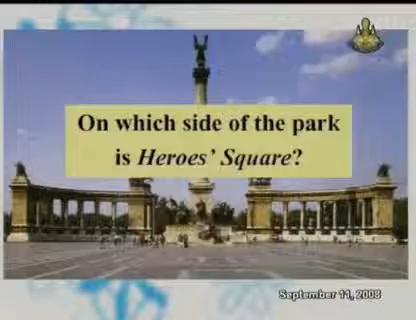 On which side of the park
is Heroes' Square?
September 11, 2008